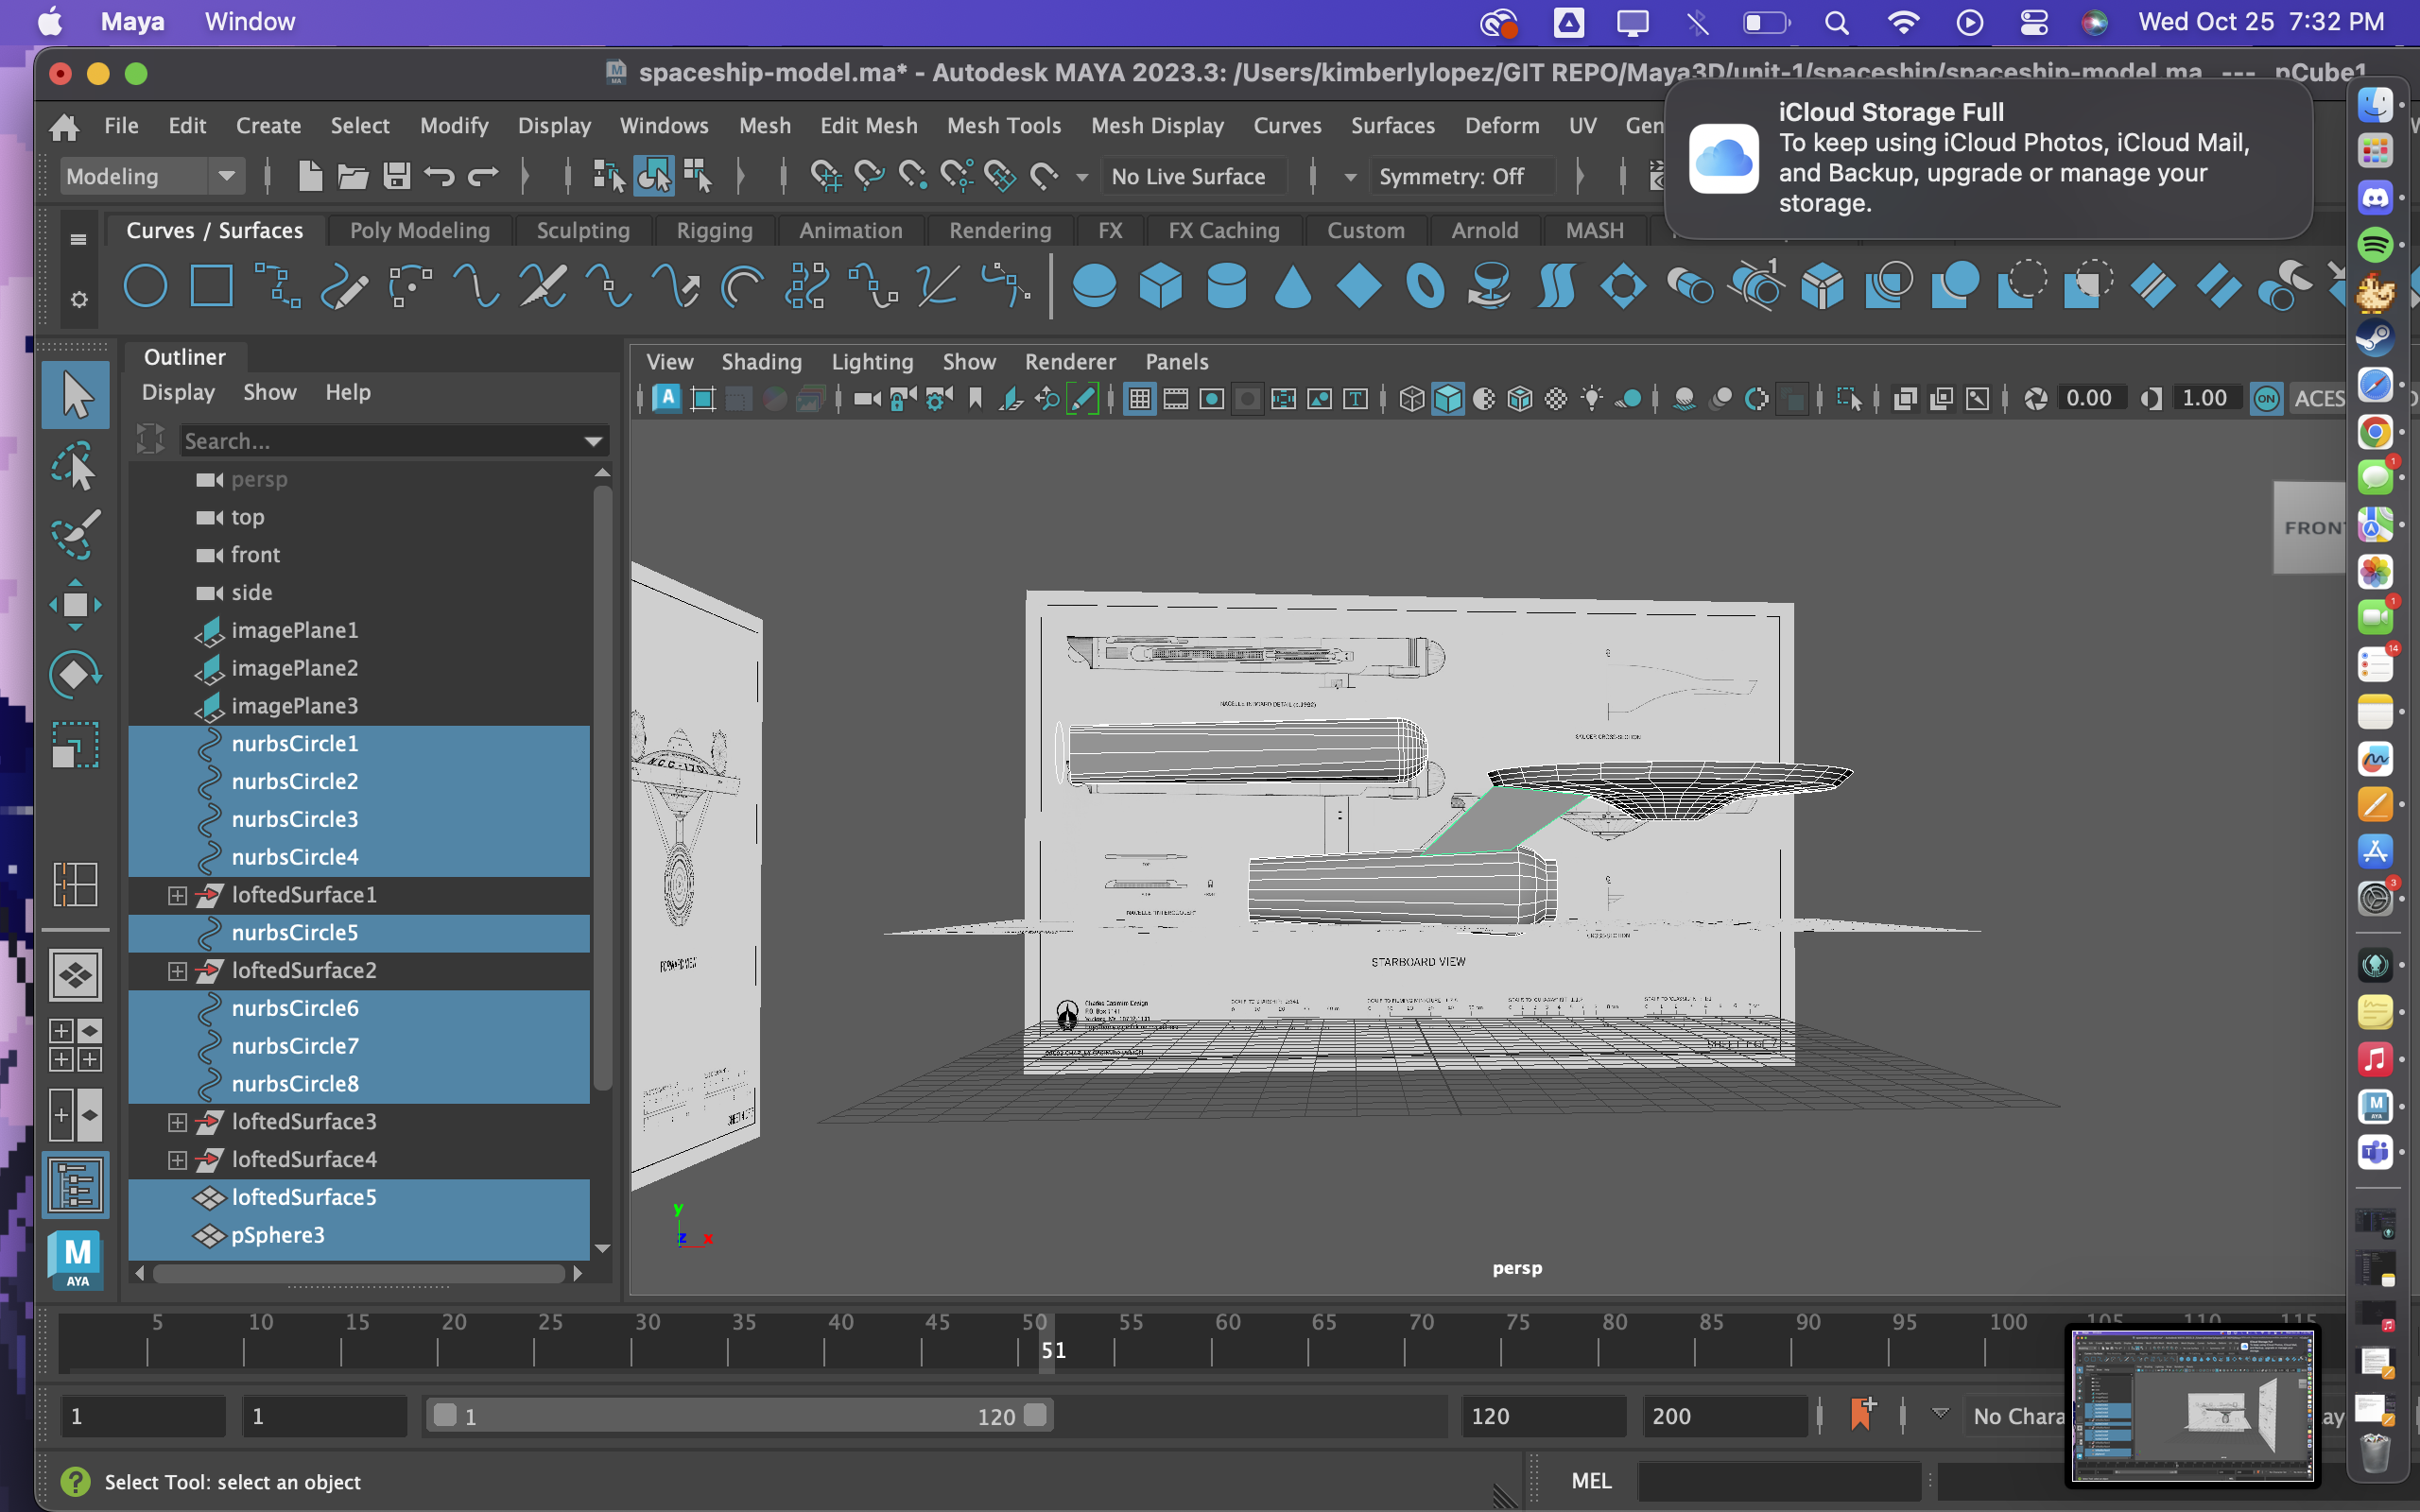 Maya Window Wed Oct 25 7:32 PM
spaceship-model.ma* - Autodesk MAYA 2023.3: /Users/kimberlylopez/GIT REPO/Maya3D/unit-1/spaceship/spaceship-model.ma --- pCube1
iCloud Storage Full
To keep using iCloud Photos, iCloud Mail,
and Backup, upgrade or manage your
storage.
File Edit Create Select Modify Display Windows Mesh Edit Mesh Mesh Tools Mesh Display Curves Surfaces Deform UV Gen
Modeling No Live Surface Symmetry: Off
Curves / Surfaces Poly Modeling Sculpting Rigging Animation Rendering FX FX Caching Custom Arnold MASH
Outliner
Display Show Help
Search...
persp
top
front
side
imagePlane1
imagePlane2
imagePlane3
nurbsCircle1
nurbsCircle2
nurbsCircle3
nurbsCircle4
loftedSurface1
nurbsCircle5
loftedSurface2
nurbsCircle6
nurbsCircle7
nurbsCircle8
loftedSurface3
loftedSurface4
loftedSurface5
pSphere3
View Shading Lighting Show Renderer Panels
0.00 1.00 ON ACES
FRONT
SAUCER CROSS-SECTION
STARBOARD VIEW
y
z x
persp
M
AYA
5 10 15 20 25 30 35 40 45 50 55 60 65 70 75 80 85 90 95 100 105 110 115
51
1 1 1 120 120 200 No Chara
Select Tool: select an object MEL